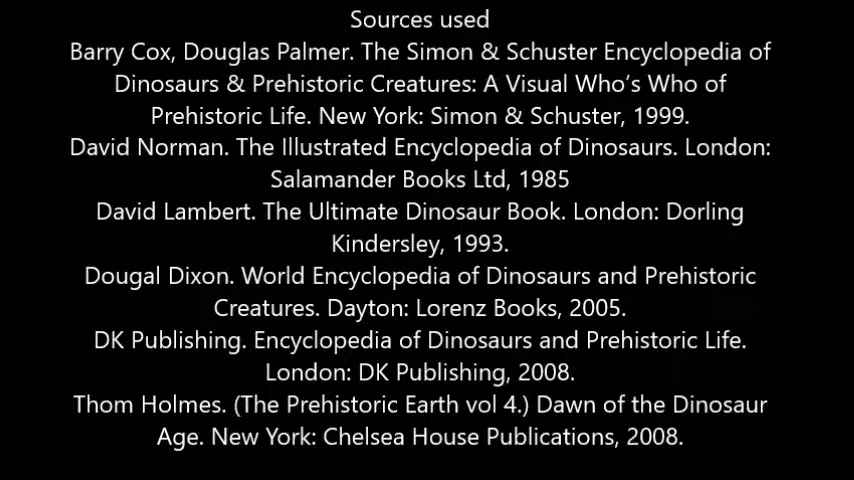 Sources used
Barry Cox, Douglas Palmer. The Simon & Schuster Encyclopedia of
Dinosaurs & Prehistoric Creatures: A Visual Who’s Who of
Prehistoric Life. New York: Simon & Schuster, 1999.
David Norman. The Illustrated Encyclopedia of Dinosaurs. London:
Salamander Books Ltd, 1985
David Lambert. The Ultimate Dinosaur Book. London: Dorling
Kindersley, 1993.
Dougal Dixon. World Encyclopedia of Dinosaurs and Prehistoric
Creatures. Dayton: Lorenz Books, 2005.
DK Publishing. Encyclopedia of Dinosaurs and Prehistoric Life.
London: DK Publishing, 2008.
Thom Holmes. (The Prehistoric Earth vol 4.) Dawn of the Dinosaur
Age. New York: Chelsea House Publications, 2008.